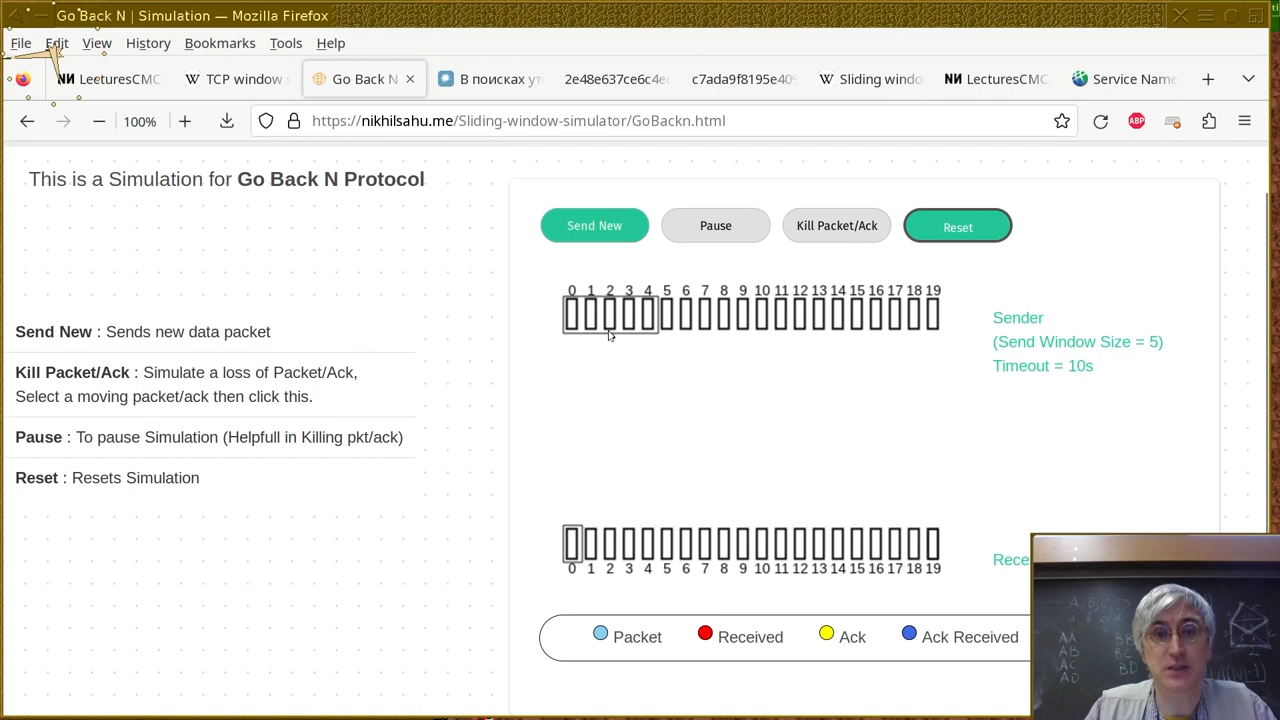 Go Back N | Simulation — Mozilla Firefox
File Edit View History Bookmarks Tools Help
LecturesCMC TCP window s Go Back N В поисках ут 2e48e637ce6c4ec c7ada9f8195e409 Sliding windo LecturesCMC Service Name
100% https://nikhilsahu.me/Sliding-window-simulator/GoBackn.html ABP
This is a Simulation for Go Back N Protocol
Send New Pause Kill Packet/Ack Reset
0 1 2 3 4 5 6 7 8 9 10 11 12 13 14 15 16 17 18 19
Sender
(Send Window Size = 5)
Timeout = 10s
Send New : Sends new data packet
Kill Packet/Ack : Simulate a loss of Packet/Ack,
Select a moving packet/ack then click this.
Pause : To pause Simulation (Helpfull in Killing pkt/ack)
Reset : Resets Simulation
0 1 2 3 4 5 6 7 8 9 10 11 12 13 14 15 16 17 18 19
Rece
Packet Received Ack Ack Received